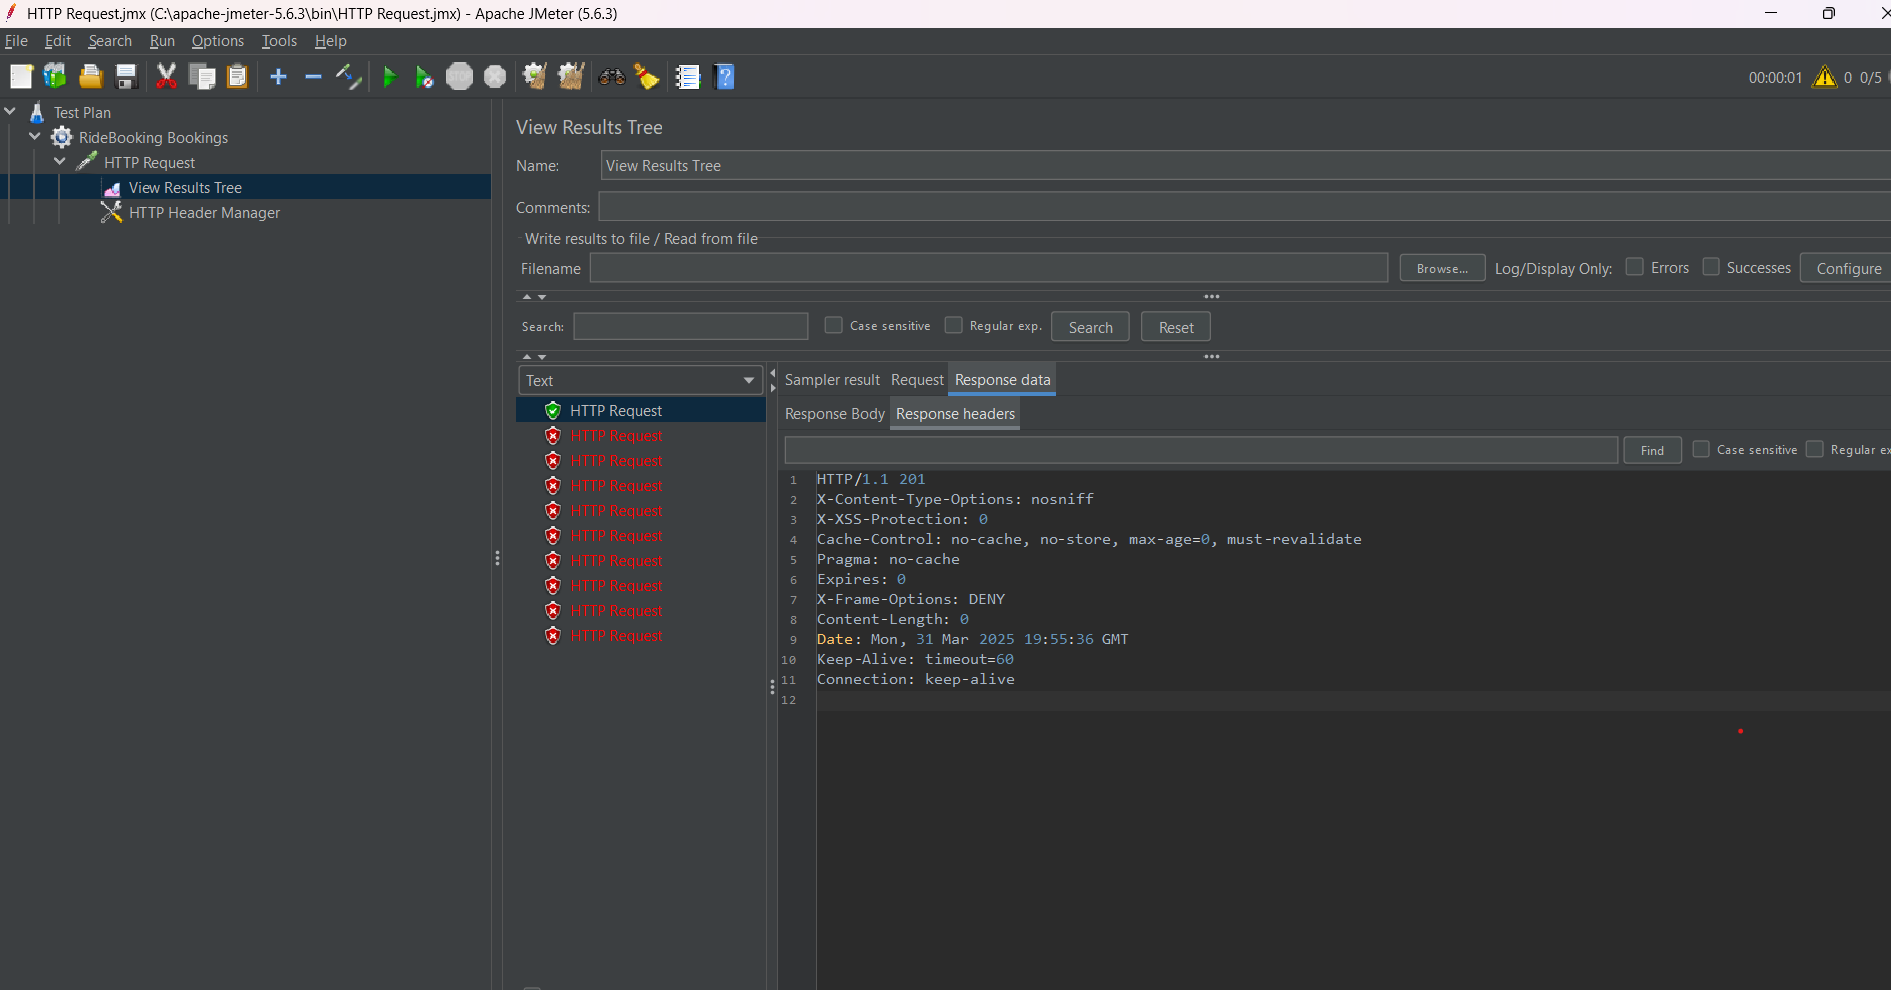 HTTP Request.jmx (C:\apache-jmeter-5.6.3\bin\HTTP Request.jmx) - Apache JMeter (5.6.3)
File Edit Search Run Options Tools Help
STOP
00:00:01 0 0/5
Test Plan
RideBooking Bookings
HTTP Request
View Results Tree
HTTP Header Manager
View Results Tree
Name: View Results Tree
Comments:
Write results to file / Read from file
Filename Browse... Log/Display Only: Errors Successes Configure
Search: Case sensitive Regular exp. Search Reset
Text
HTTP Request
HTTP Request
HTTP Request
HTTP Request
HTTP Request
HTTP Request
HTTP Request
HTTP Request
HTTP Request
HTTP Request
Sampler result Request Response data
Response Body Response headers
Find Case sensitive Regular ex
1 HTTP/1.1 201
2 X-Content-Type-Options: nosniff
3 X-XSS-Protection: 0
4 Cache-Control: no-cache, no-store, max-age=0, must-revalidate
5 Pragma: no-cache
6 Expires: 0
7 X-Frame-Options: DENY
8 Content-Length: 0
9 Date: Mon, 31 Mar 2025 19:55:36 GMT
10 Keep-Alive: timeout=60
11 Connection: keep-alive
12